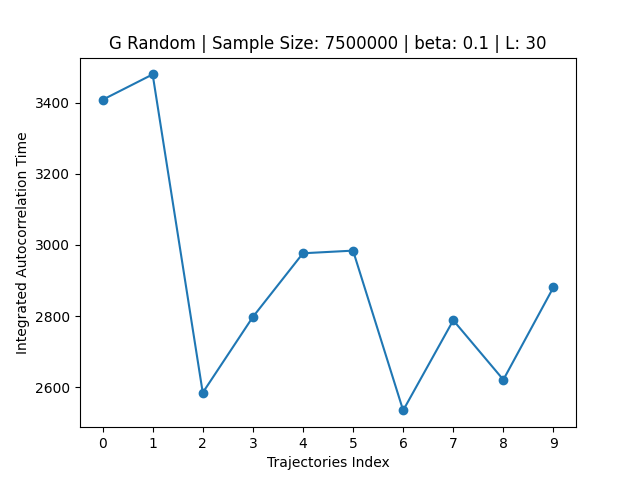 G Random | Sample Size: 7500000 | beta: 0.1 | L: 30
Integrated Autocorrelation Time
3400
3200
3000
2800
2600
0 1 2 3 4 5 6 7 8 9
Trajectories Index